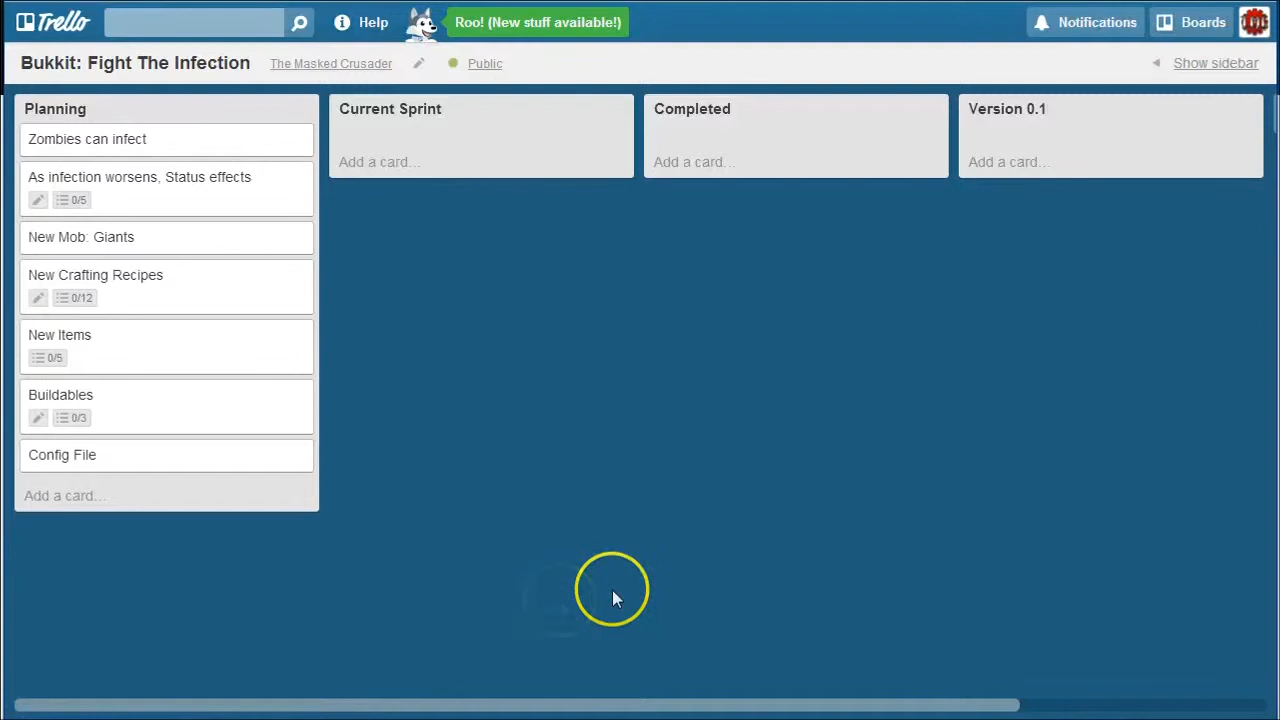 Trello
Help
Roo! (New stuff available!)
Notifications
Boards
Bukkit: Fight The Infection
The Masked Crusader
Public
Show sidebar
Planning
Zombies can infect
As infection worsens, Status effects
0/5
New Mob: Giants
New Crafting Recipes
0/12
New Items
0/5
Buildables
0/3
Config File
Add a card...
Current Sprint
Add a card...
Completed
Add a card...
Version 0.1
Add a card...